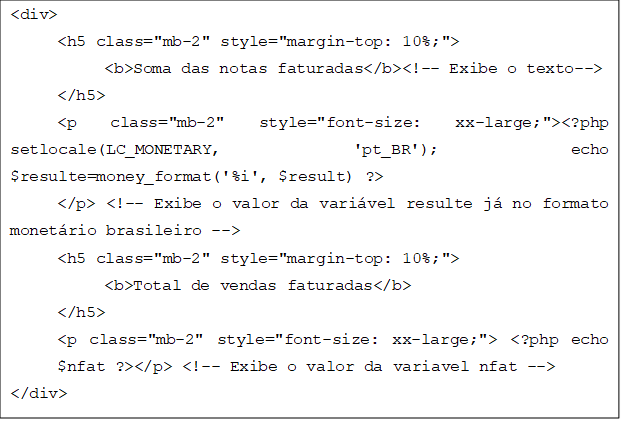 <div>
<h5 class="mb-2" style="margin-top: 10%;">
<b>Soma das notas faturadas</b><!-- Exibe o texto-->
</h5>
<p class="mb-2" style="font-size: xx-large;"><?php
setlocale(LC_MONETARY, 'pt_BR'); echo
$resulte=money_format('%i', $result) ?>
</p> <!-- Exibe o valor da variável resulte já no formato
monetário brasileiro -->
<h5 class="mb-2" style="margin-top: 10%;">
<b>Total de vendas faturadas</b>
</h5>
<p class="mb-2" style="font-size: xx-large;"> <?php echo
$nfat ?></p> <!-- Exibe o valor da variavel nfat -->
</div>